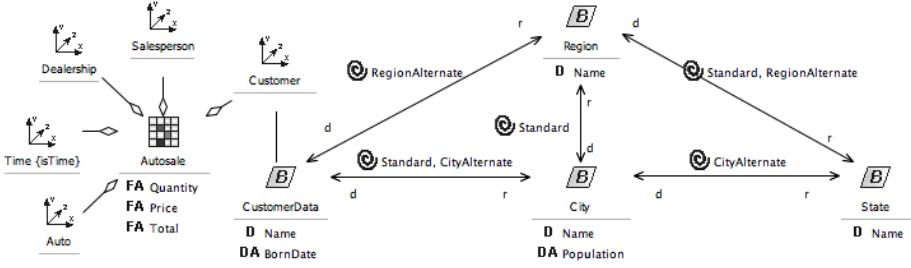 Salesperson
Dealership
Customer
Time {isTime}
Autosale
FA Quantity
FA Price
FA Total
Auto
CustomerData
D Name
DA BornDate
r
B
d
Region
D Name
RegionAlternate
Standard, RegionAlternate
r
Standard
d
d
r
Standard, CityAlternate
CityAlternate
B
B
B
d
r
d
r
City
D Name
DA Population
State
D Name
Y
Z
X
Y
Z
X
Y
Z
X
Y
Z
X
Y
Z
X